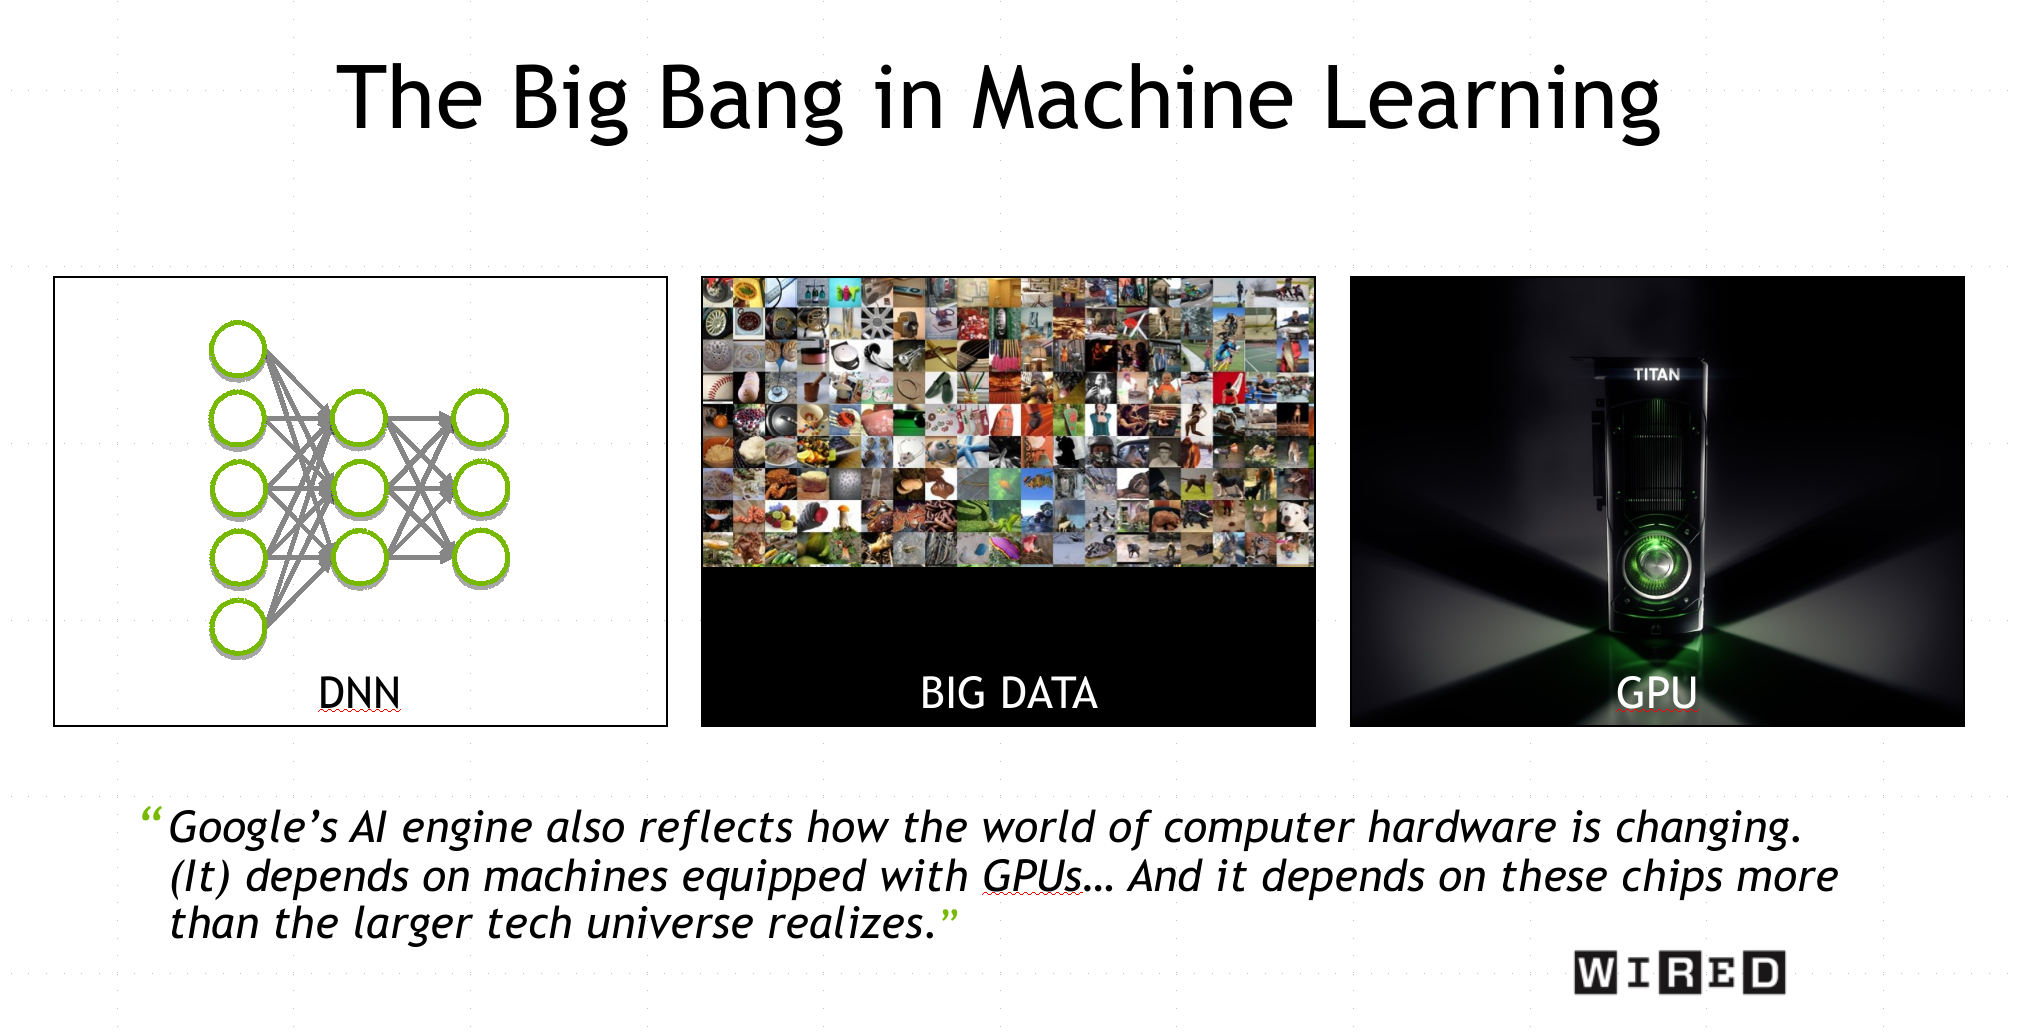 The Big Bang in Machine Learning
TITAN
DNN
BIG DATA
GPU
“Google’s AI engine also reflects how the world of computer hardware is changing.
(It) depends on machines equipped with GPUs… And it depends on these chips more
than the larger tech universe realizes.”
WIRED